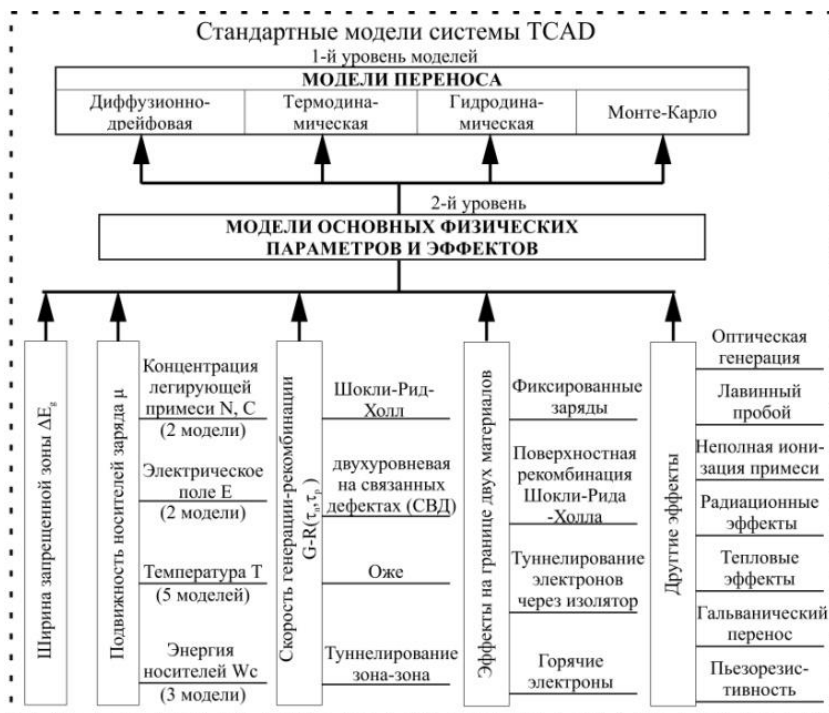 Стандартные модели системы TCAD
1-й уровень моделей
МОДЕЛИ ПЕРЕНОСА
Диффузионно-
дрейфовая
Термодина-
мическая
Гидродина-
мическая
Монте-Карло
2-й уровень
МОДЕЛИ ОСНОВНЫХ ФИЗИЧЕСКИХ
ПАРАМЕТРОВ И ЭФФЕКТОВ
Ширина запрещенной зоны ΔEg
Подвижность носителей заряда μ
Концентрация
легирующей
примеси N, C
(2 модели)
Электрическое
поле E
(2 модели)
Температура T
(5 моделей)
Энергия
носителей Wc
(3 модели)
Скорость генерации-рекомбинации
G-R(τn,τp)
Шокли-Рид-
Холл
двухуровневая
на связанных
дефектах (СВД)
Оже
Туннелирование
зона-зона
Эффекты на границе двух материалов
Фиксированные
заряды
Поверхностная
рекомбинация
Шокли-Рида
-Холла
Туннелирование
электронов
через изолятор
Горячие
электроны
Друггие эффекты
Оптическая
генерация
Лавинный
пробой
Неполная иони-
зация примеси
Радиационные
эффекты
Тепловые
эффекты
Гальванический
перенос
Пьезорезис-
тивность